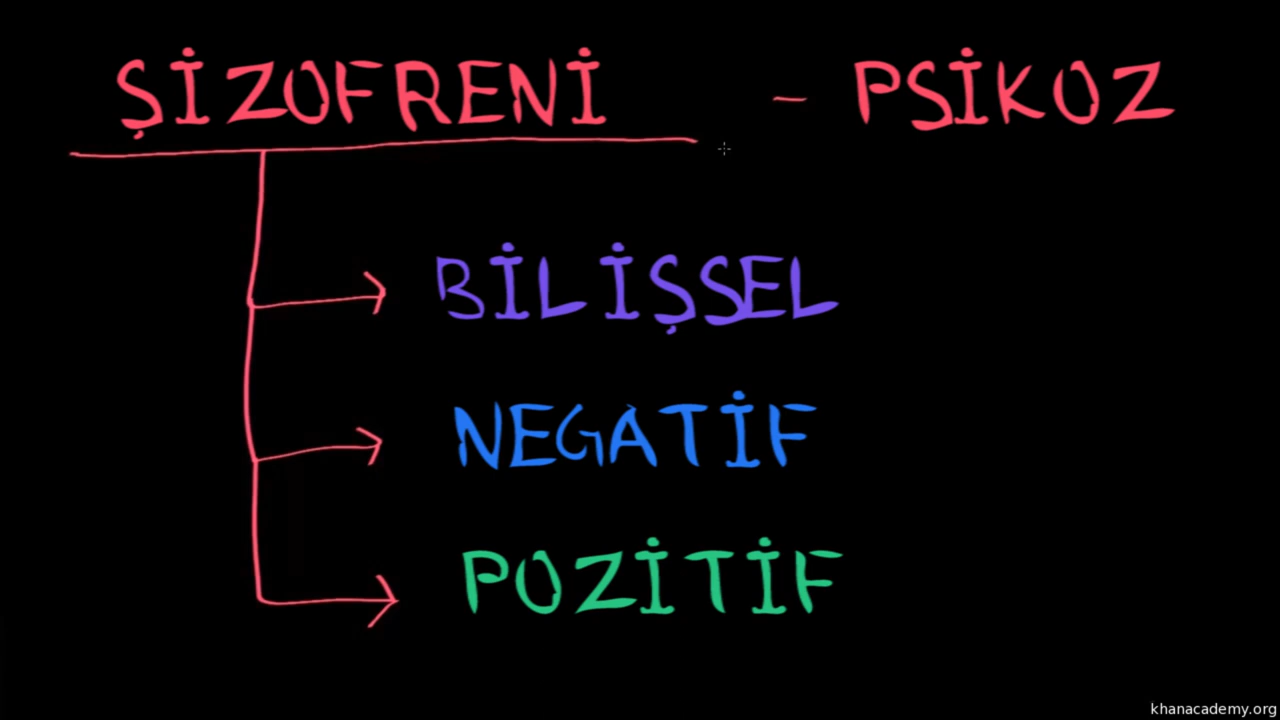 ŞİZOFRENİ - PSİKOZ
BİLİŞSEL
NEGATİF
POZİTİF
khanacademy.org